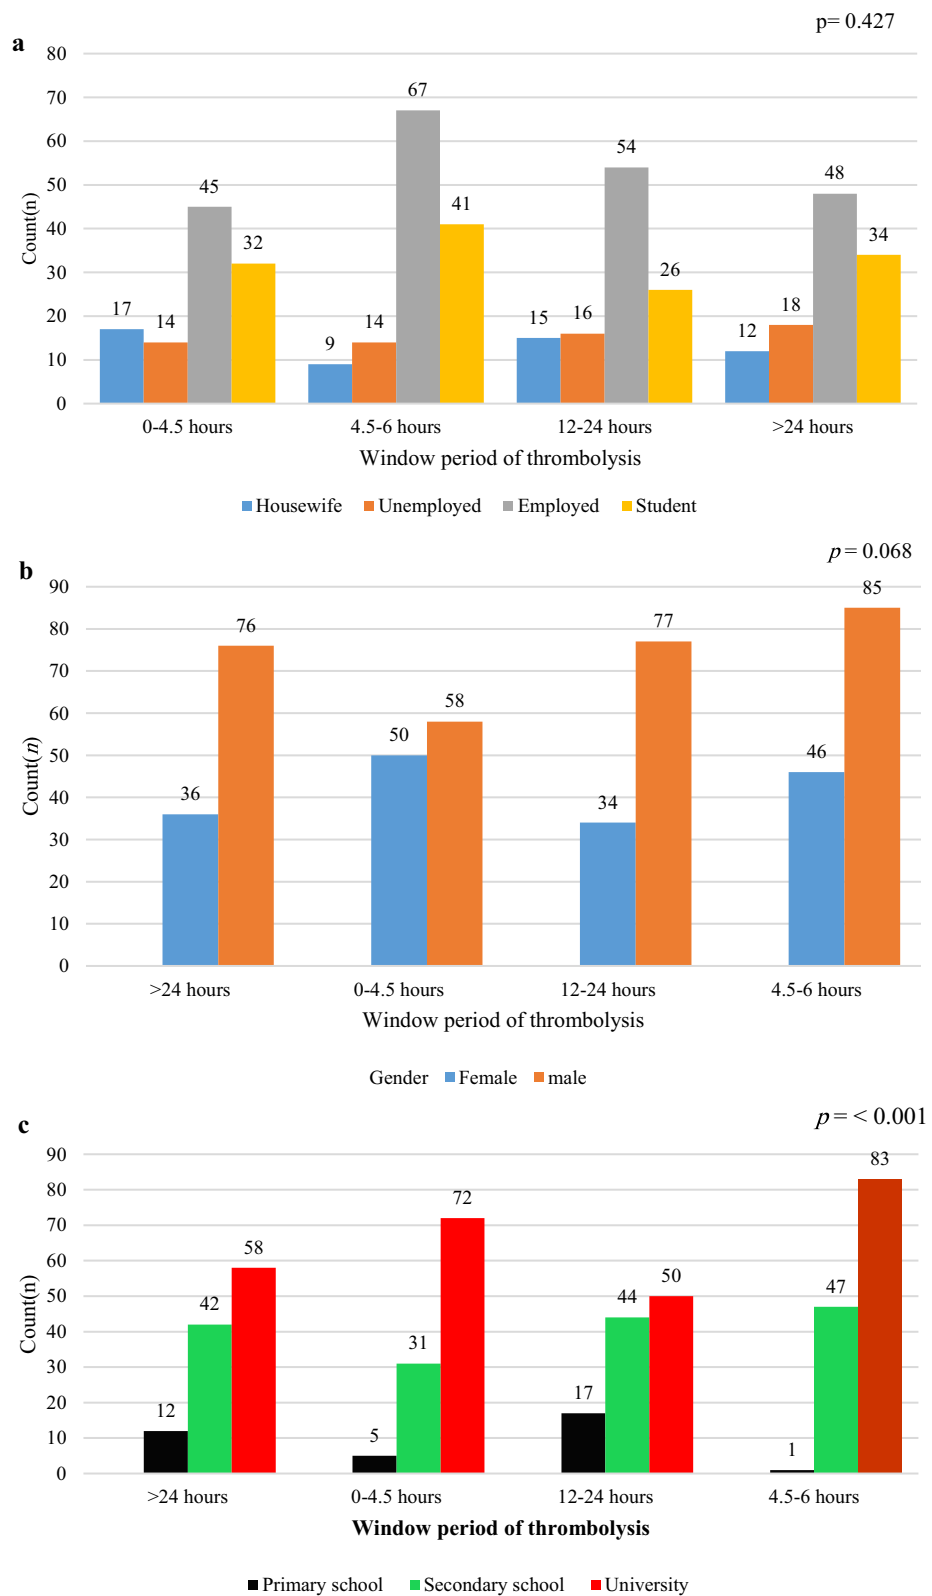 p= 0.427
a
80
70
60
50
40
30
20
10
0
Count(n)
17 14 45 32
9 14 67 41
15 16 54 26
12 18 48 34
0-4.5 hours 4.5-6 hours 12-24 hours >24 hours
Window period of thrombolysis
Housewife Unemployed Employed Student
p = 0.068
b
90
80
70
60
50
40
30
20
10
0
Count(n)
36 76
50 58
34 77
46 85
>24 hours 0-4.5 hours 12-24 hours 4.5-6 hours
Window period of thrombolysis
Gender Female male
p = < 0.001
c
90
80
70
60
50
40
30
20
10
0
Count(n)
12 42 58
5 31 72
17 44 50
1 47 83
>24 hours 0-4.5 hours 12-24 hours 4.5-6 hours
Window period of thrombolysis
Primary school Secondary school University